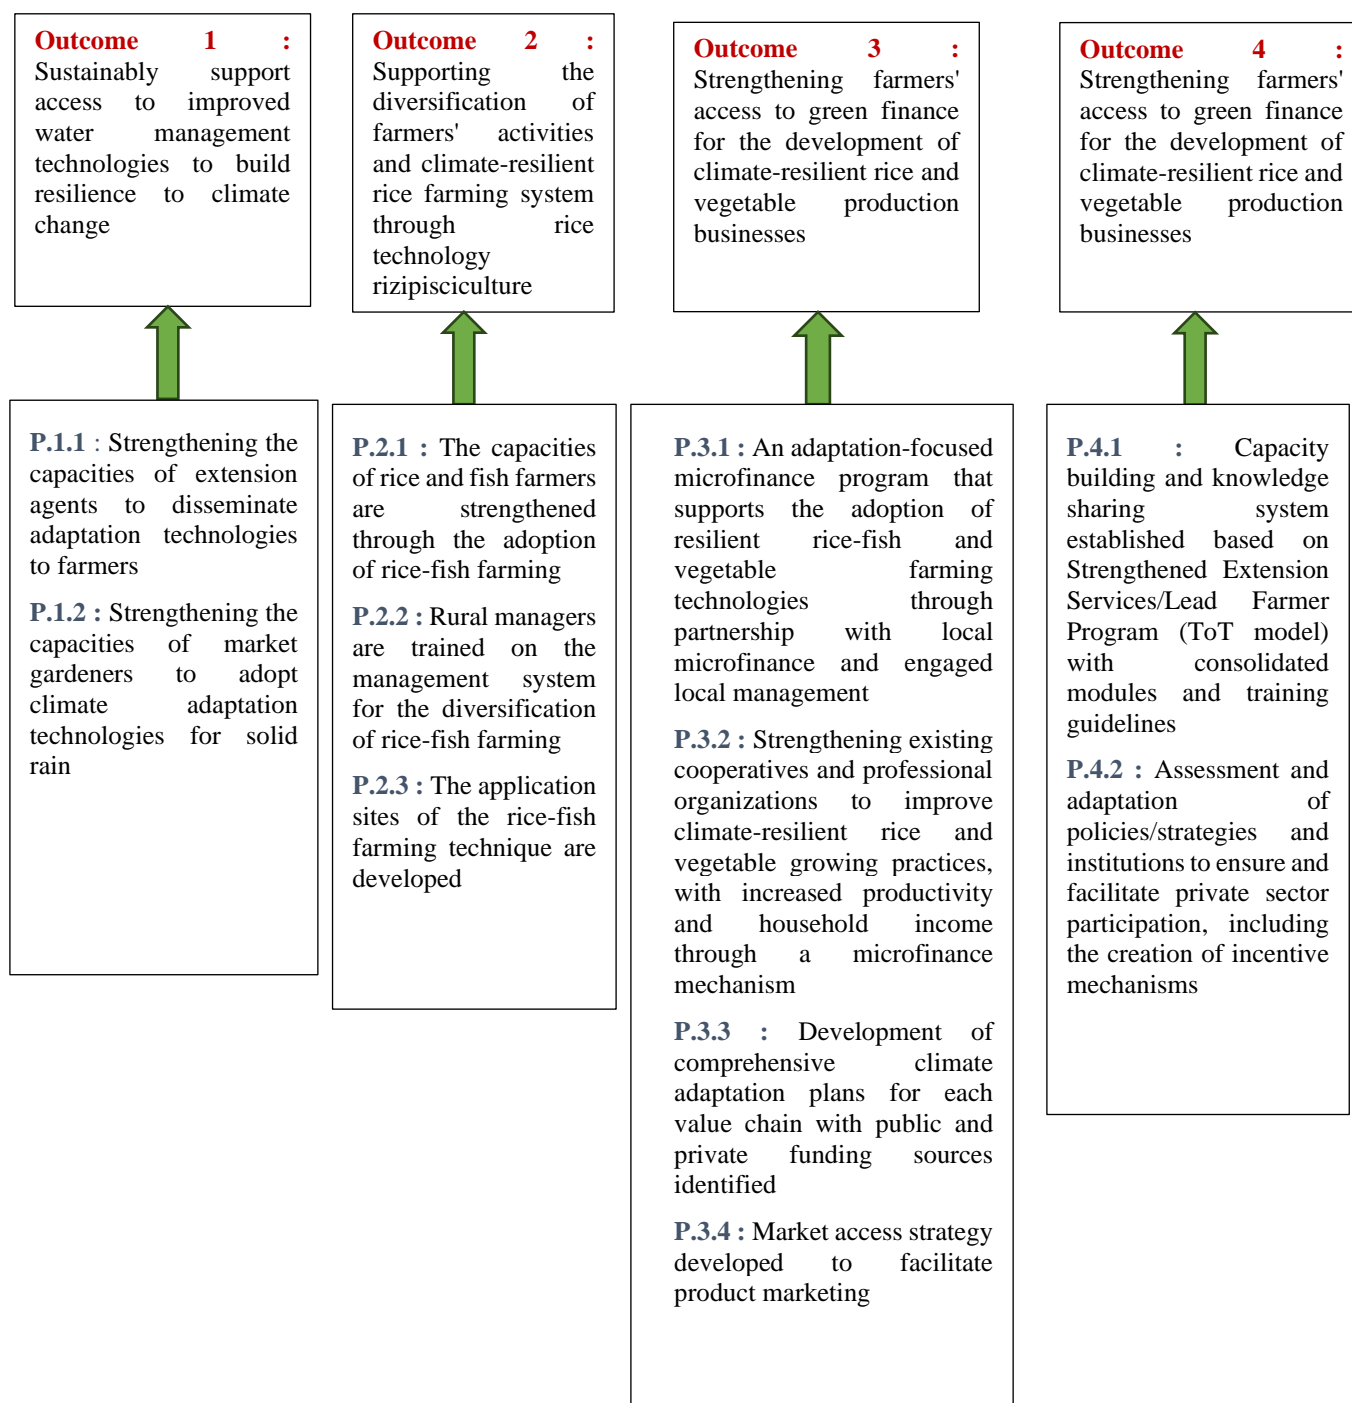 Outcome 1 :
Sustainably support
access to improved
water management
technologies to build
resilience to climate
change
Outcome 2 :
Supporting the
diversification of
farmers' activities
and climate-resilient
rice farming system
through rice
technology
rizipisciculture
Outcome 3 :
Strengthening farmers'
access to green finance
for the development of
climate-resilient rice and
vegetable production
businesses
Outcome 4 :
Strengthening farmers'
access to green finance
for the development of
climate-resilient rice and
vegetable production
businesses
P.1.1 : Strengthening the
capacities of extension
agents to disseminate
adaptation technologies
to farmers
P.1.2 : Strengthening the
capacities of market
gardeners to adopt
climate adaptation
technologies for solid
rain
P.2.1 : The capacities
of rice and fish farmers
are strengthened
through the adoption
of rice-fish farming
P.2.2 : Rural managers
are trained on the
management system
for the diversification
of rice-fish farming
P.2.3 : The application
sites of the rice-fish
farming technique are
developed
P.3.1 : An adaptation-focused
microfinance program that
supports the adoption of
resilient rice-fish and
vegetable farming
technologies through
partnership with local
microfinance and engaged
local management
P.3.2 : Strengthening existing
cooperatives and professional
organizations to improve
climate-resilient rice and
vegetable growing practices,
with increased productivity
and household income
through a microfinance
mechanism
P.3.3 : Development of
comprehensive climate
adaptation plans for each
value chain with public and
private funding sources
identified
P.3.4 : Market access strategy
developed to facilitate
product marketing
P.4.1 : Capacity
building and knowledge
sharing system
established based on
Strengthened Extension
Services/Lead Farmer
Program (ToT model)
with consolidated
modules and training
guidelines
P.4.2 : Assessment and
adaptation of
policies/strategies and
institutions to ensure and
facilitate private sector
participation, including
the creation of incentive
mechanisms